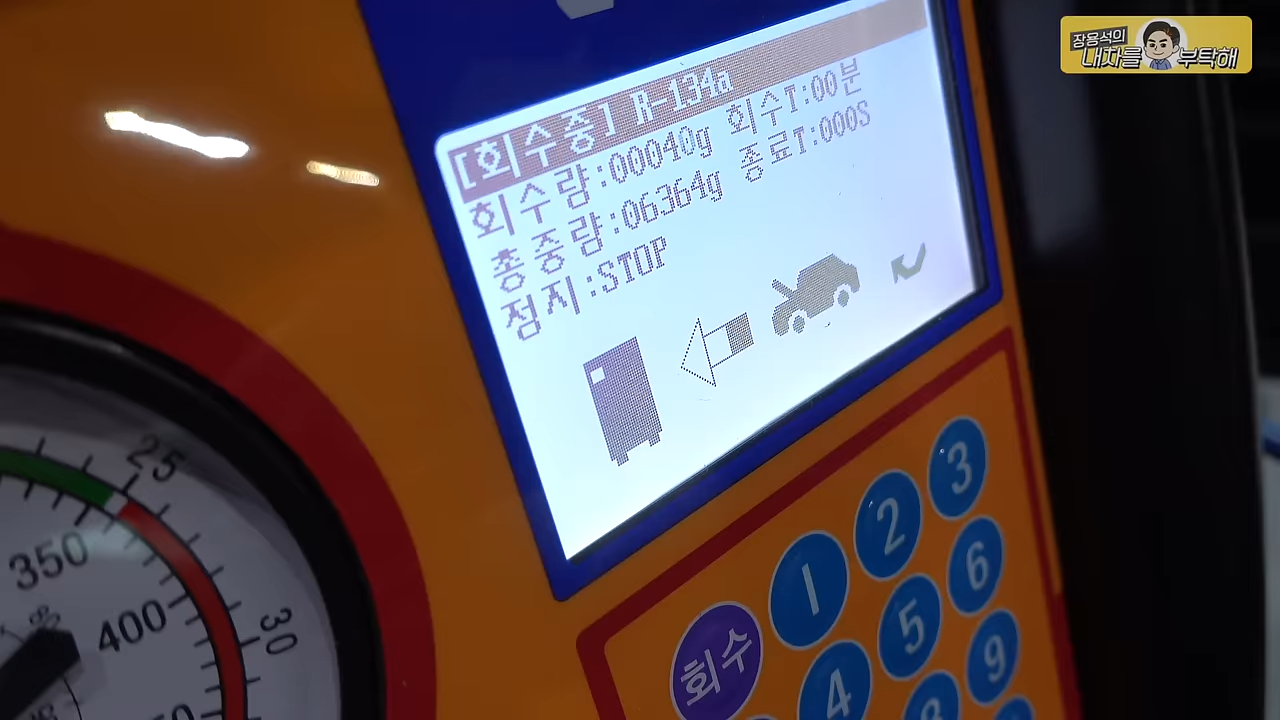 장용석의
내차를 부탁해
[회수중] R-134a
회수량:00040g 회수T:00분
총중량:06364g 종료T:000S
정지:STOP
25
350
400
30
1
2
3
회수
4
5
6
9